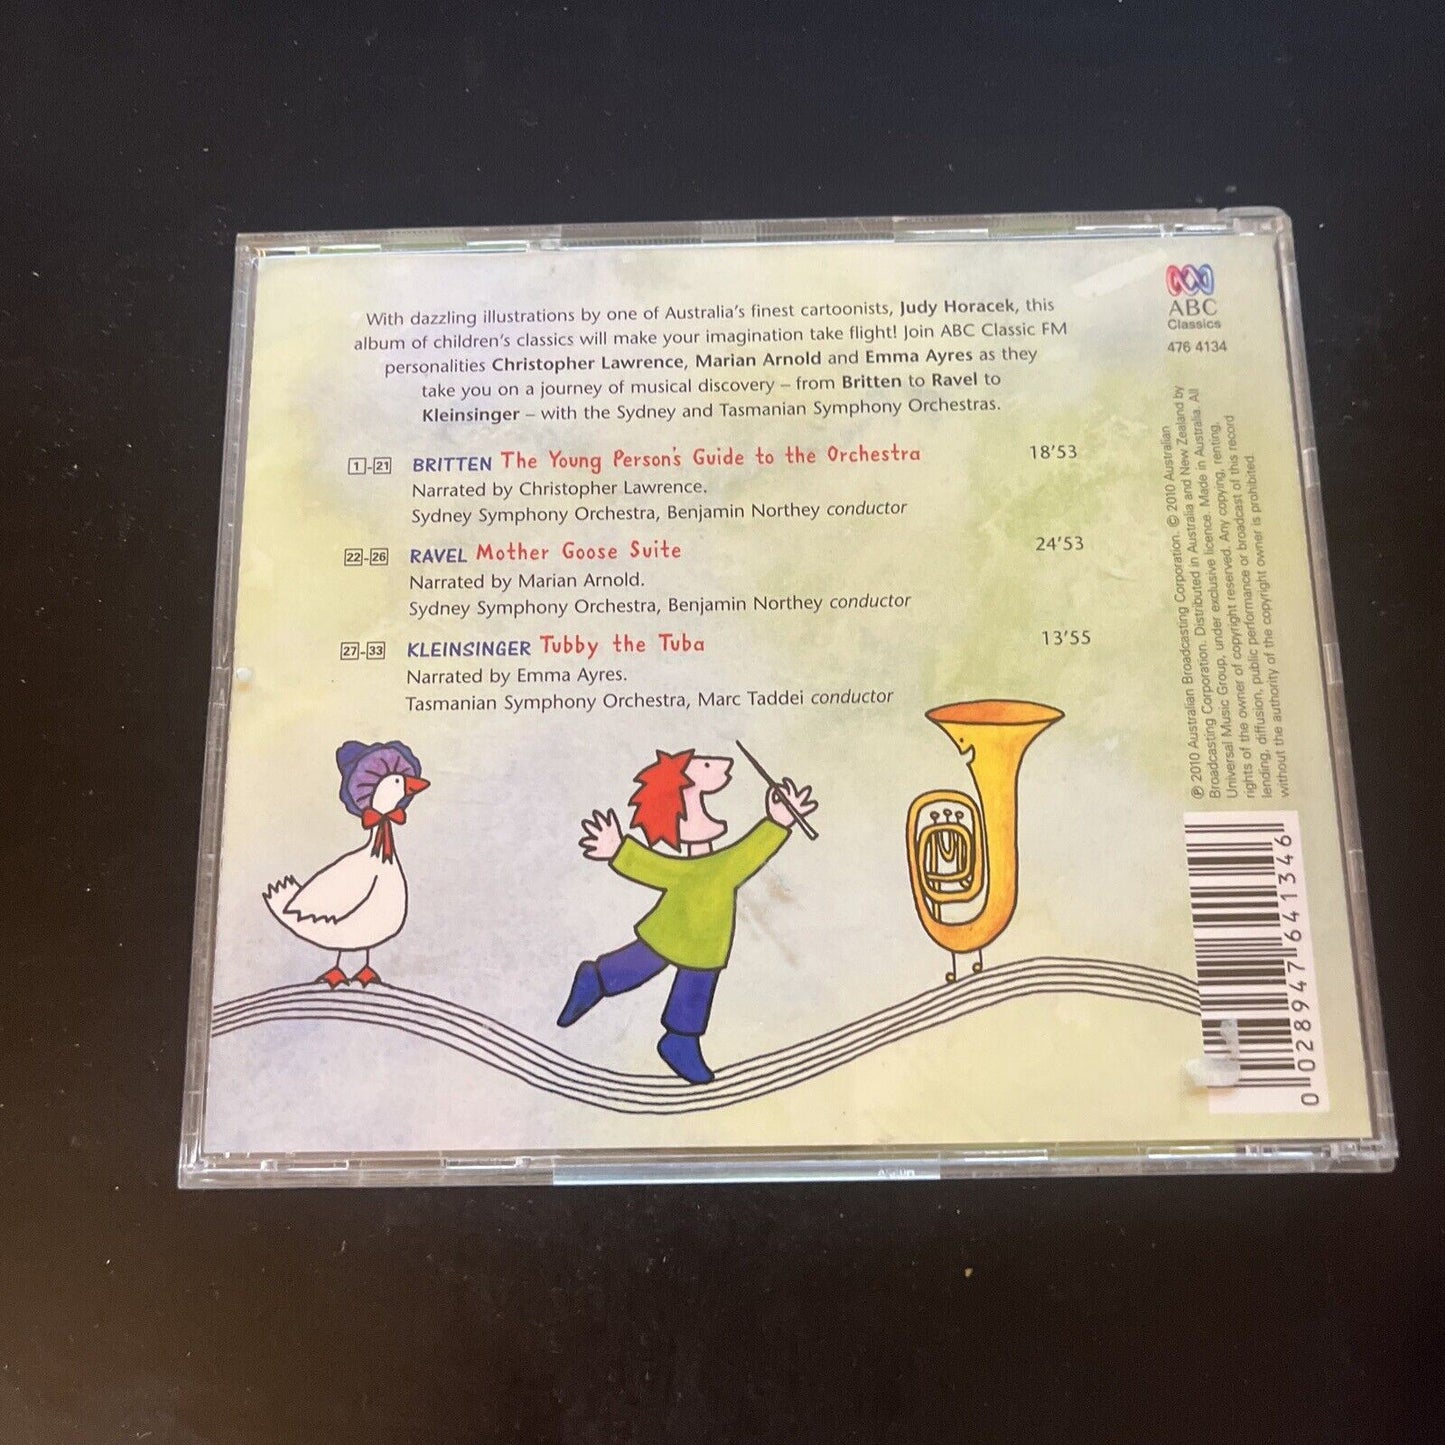 With dazzling illustrations by one of Australia's finest cartoonists, Judy Horacek, this
album of children's classics will make your imagination take flight! Join ABC Classic FM
personalities Christopher Lawrence, Marian Arnold and Emma Ayres as they
take you on a journey of musical discovery – from Britten to Ravel to
Kleinsinger – with the Sydney and Tasmanian Symphony Orchestras.
1-21 BRITTEN The Young Person's Guide to the Orchestra 18'53
Narrated by Christopher Lawrence.
Sydney Symphony Orchestra, Benjamin Northey conductor
22-26 RAVEL Mother Goose Suite 24'53
Narrated by Marian Arnold.
Sydney Symphony Orchestra, Benjamin Northey conductor
27-33 KLEINSINGER Tubby the Tuba 13'55
Narrated by Emma Ayres.
Tasmanian Symphony Orchestra, Marc Taddei conductor
ABC
Classics
476 4134
℗ 2010 Australian Broadcasting Corporation. © 2010 Australian
Broadcasting Corporation. Distributed in Australia and New Zealand by
Universal Music Group, under exclusive licence. Made in Australia. All
rights of the owner of copyright reserved. Any copying, renting,
lending, diffusion, public performance or broadcast of this record
without the authority of the copyright owner is prohibited.
0 028947 641346